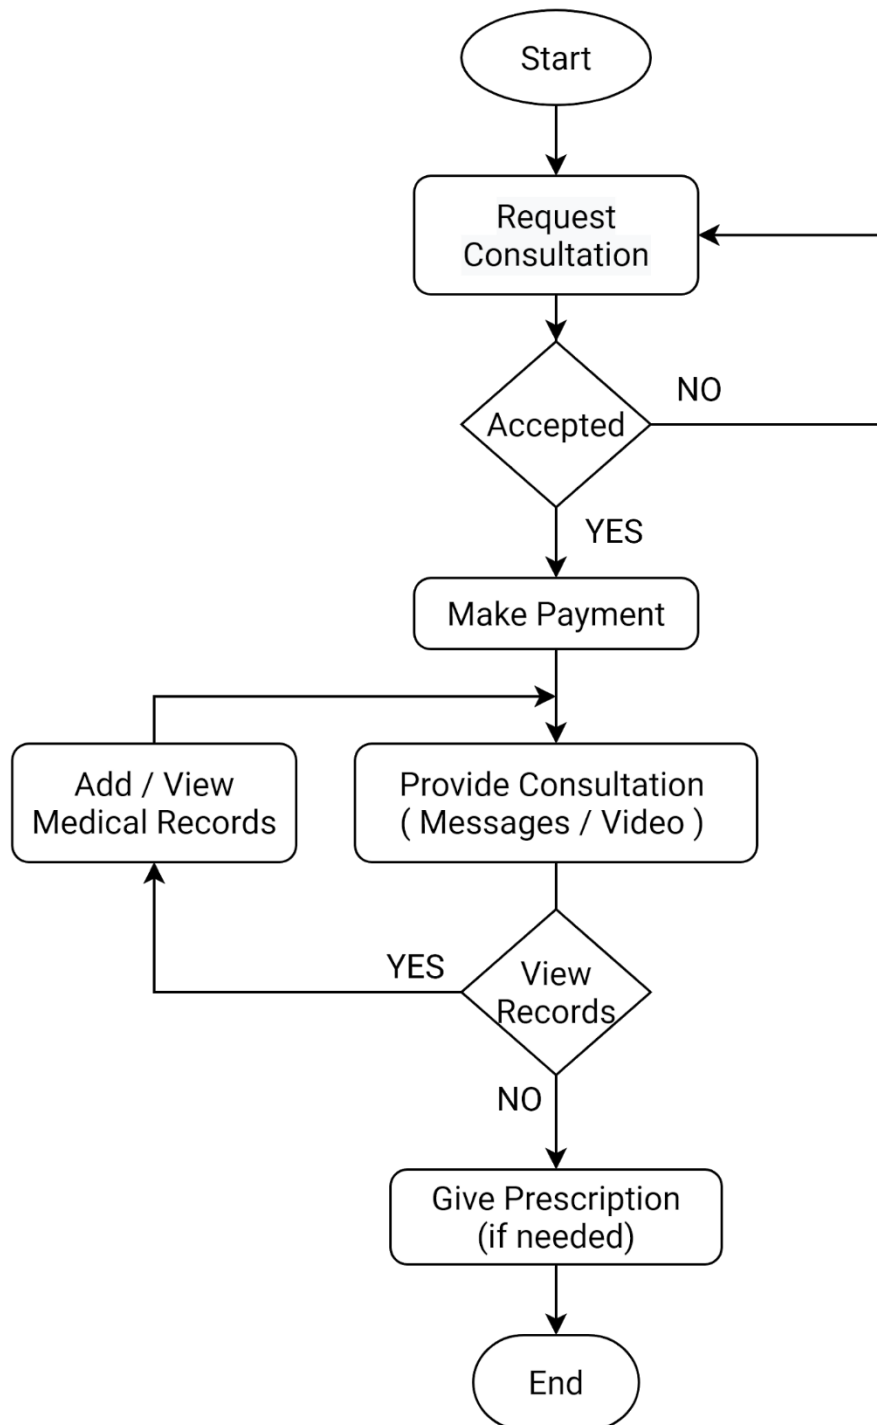 Start
Request
Consultation
NO
Accepted
YES
Make Payment
Add / View
Medical Records
Provide Consultation
( Messages / Video )
YES
View
Records
NO
Give Prescription
(if needed)
End